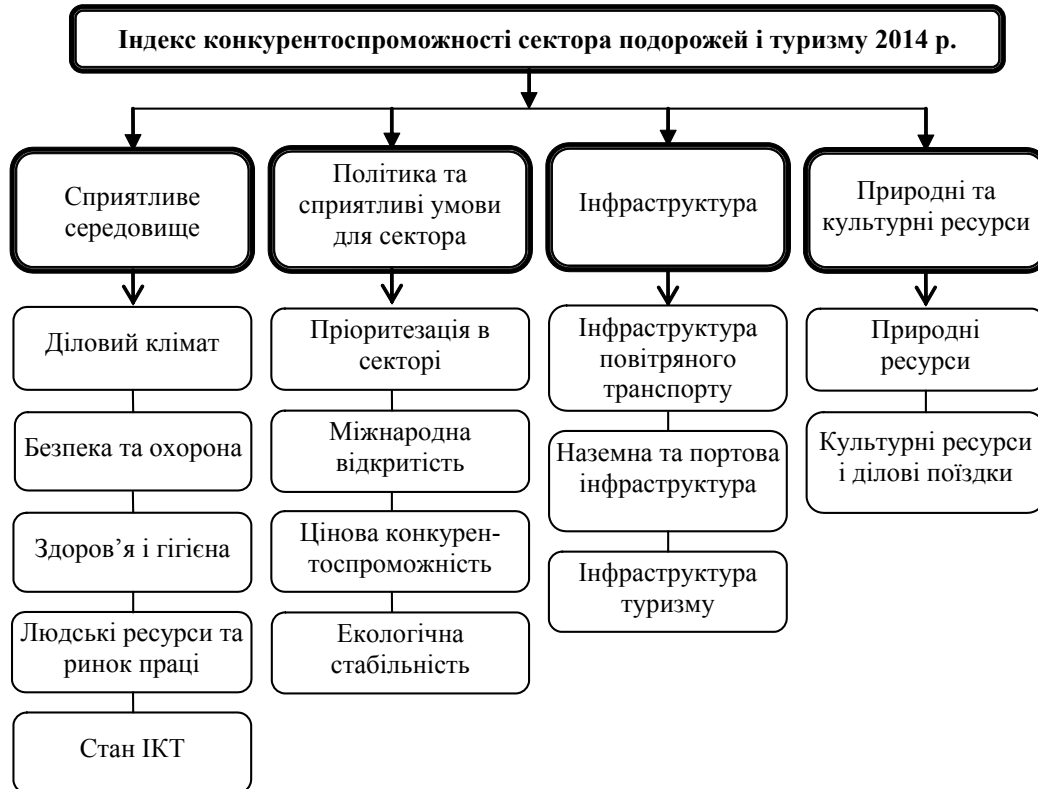 Індекс конкурентоспроможності сектора подорожей і туризму 2014 р.
Сприятливе
середовище
Політика та
сприятливі умови
для сектора
Інфраструктура
Природні та
культурні ресурси
Діловий клімат
Безпека та охорона
Здоров’я і гігієна
Людські ресурси та
ринок праці
Стан ІКТ
Пріоритезація в
секторі
Міжнародна
відкритість
Цінова конкурен-
тоспроможність
Екологічна
стабільність
Інфраструктура
повітряного
транспорту
Наземна та портова
інфраструктура
Інфраструктура
туризму
Природні
ресурси
Культурні ресурси
і ділові поїздки